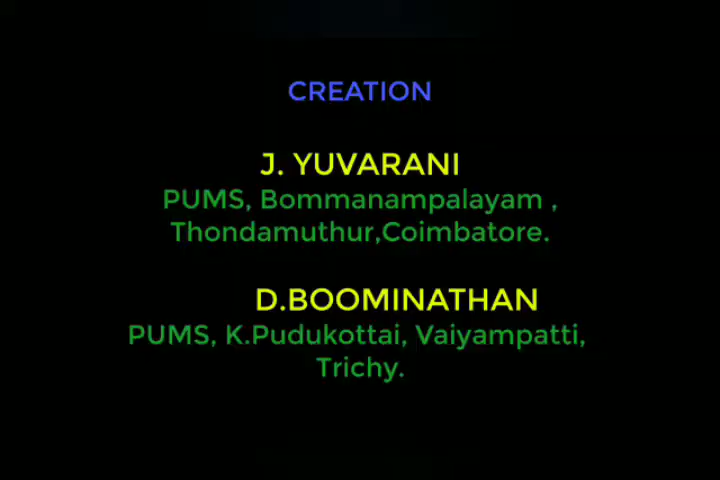 CREATION
J. YUVARANI
PUMS, Bommanampalayam ,
Thondamuthur,Coimbatore.
D.BOOMINATHAN
PUMS, K.Pudukottai, Vaiyampatti,
Trichy.